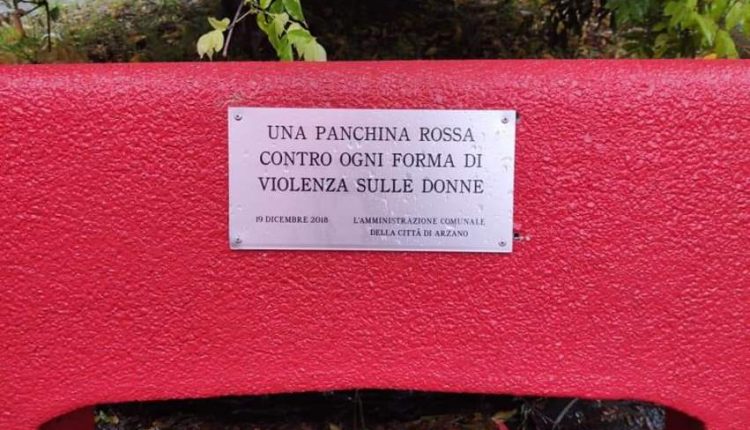 UNA PANCHINA ROSSA
CONTRO OGNI FORMA DI
VIOLENZA SULLE DONNE
19 DICEMBRE 2018
L'AMMINISTRAZIONE COMUNALE
DELLA CITTÀ DI ARZANO